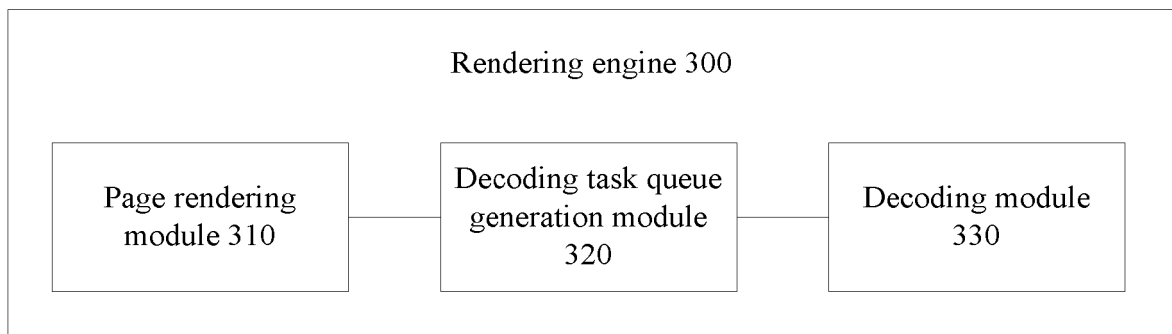 Rendering engine 300
Page rendering
module 310
Decoding task queue
generation module
320
Decoding module
330